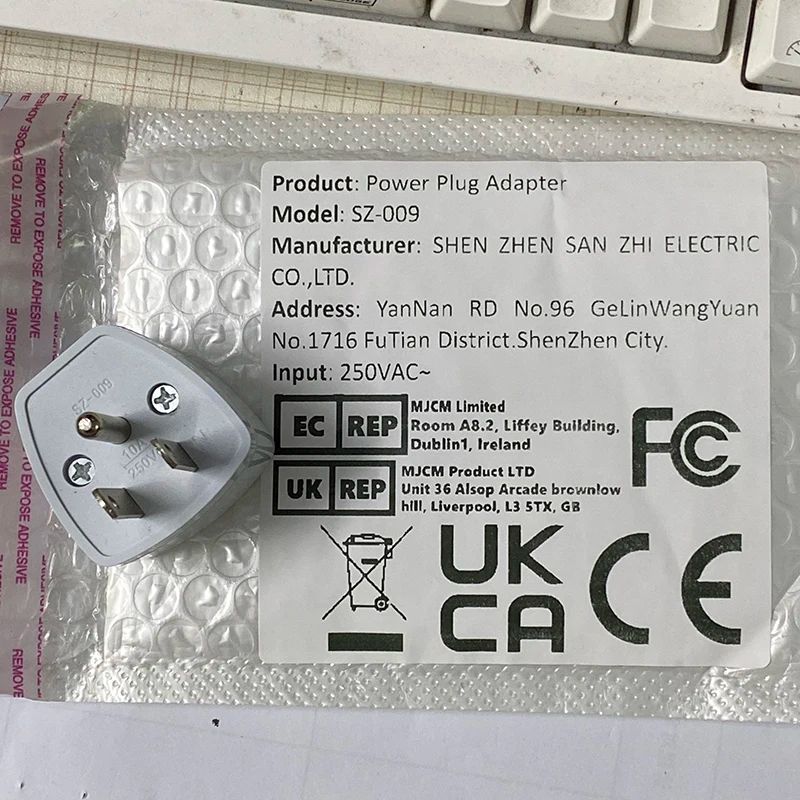 REMOVE TO EXPOSE ADHESIVE
REMOVE TO EXPOSE ADHESIVE
REMOVE TO EXPOSE ADHESIVE
Product: Power Plug Adapter
Model: SZ-009
Manufacturer: SHEN ZHEN SAN ZHI ELECTRIC
CO.,LTD.
Address: YanNan RD No.96 GeLinWangYuan
No.1716 FuTian District.ShenZhen City.
Input: 250VAC~
EC REP
MJCM Limited
Room A8.2, Liffey Building,
Dublin1, Ireland
UK REP
MJCM Product LTD
Unit 36 Alsop Arcade brownlow
hill, Liverpool, L3 5TX, GB
FC
UK
CA
CE
SZ-009
10A
250V